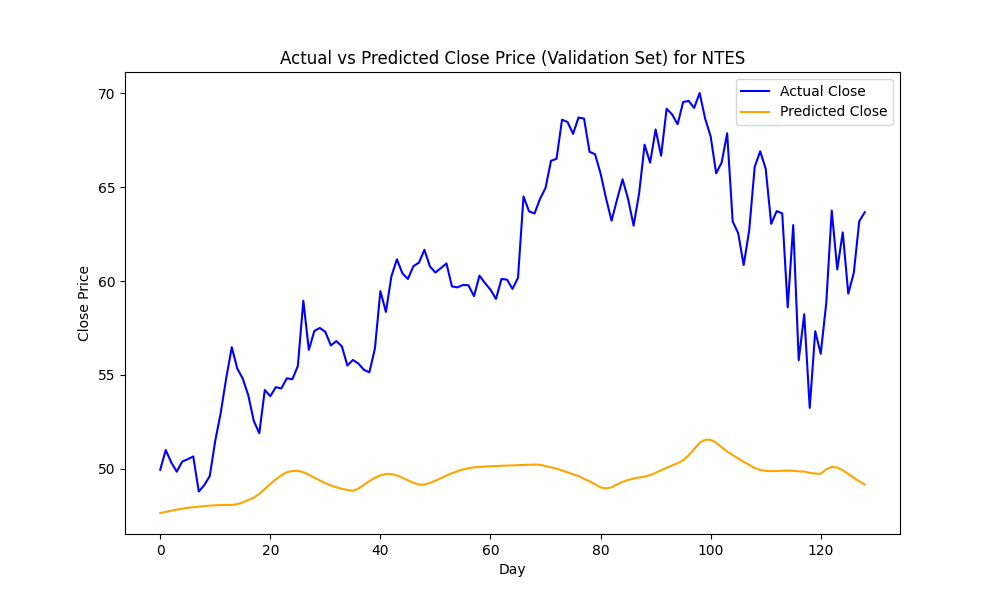 Actual vs Predicted Close Price (Validation Set) for NTES
Actual Close
Predicted Close
Close Price
70
65
60
55
50
0 20 40 60 80 100 120
Day